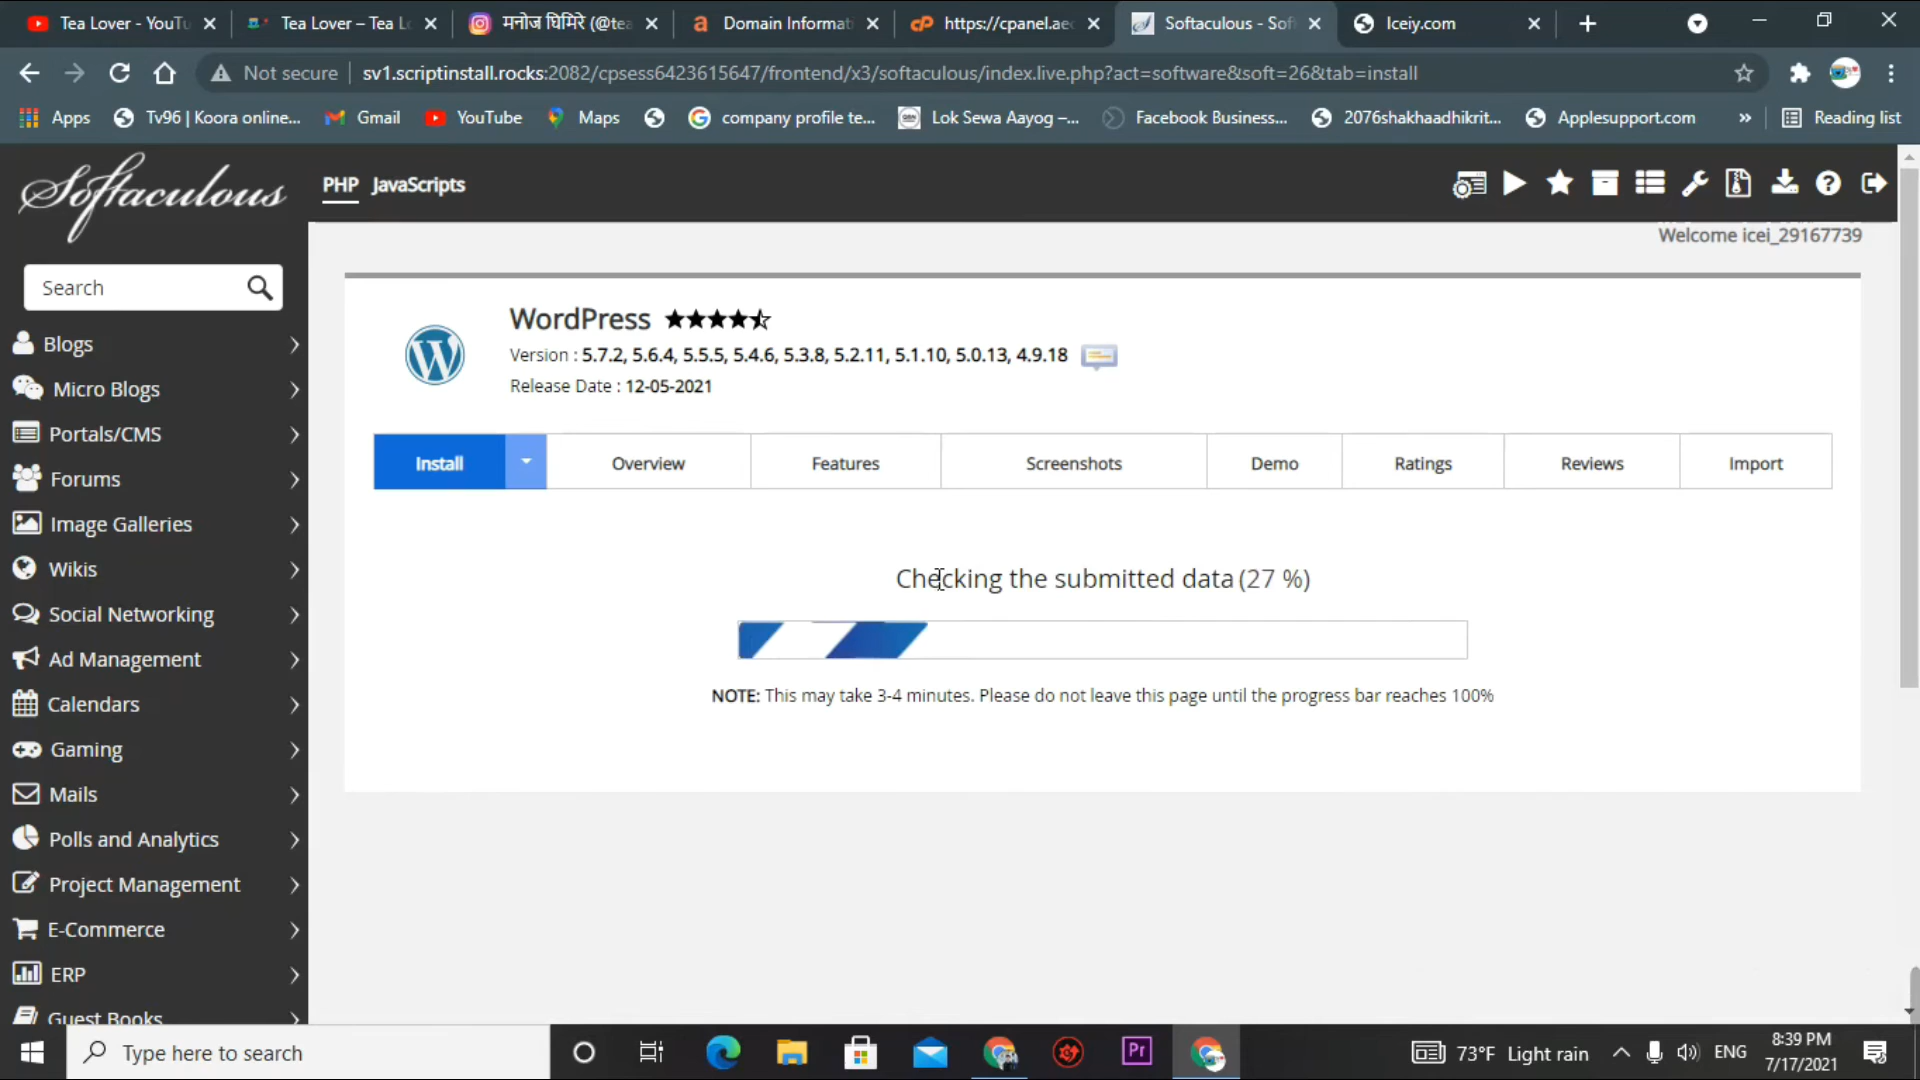 Tea Lover - YouTu
Tea Lover – Tea L
मनोज घिमिरे (@tea
Domain Informat
https://cpanel.aec
Softaculous - Sof
Iceiy.com
Not secure
sv1.scriptinstall.rocks:2082/cpsess6423615647/frontend/x3/softaculous/index.live.php?act=software&soft=26&tab=install
Apps
Tv96 | Koora online...
Gmail
YouTube
Maps
company profile te...
Lok Sewa Aayog –...
Facebook Business...
2076shakhaadhikrit...
Applesupport.com
»
Reading list
Softaculous
PHP
JavaScripts
Welcome icei_29167739
Search
Blogs
Micro Blogs
Portals/CMS
Forums
Image Galleries
Wikis
Social Networking
Ad Management
Calendars
Gaming
Mails
Polls and Analytics
Project Management
E-Commerce
ERP
Guest Books
WordPress
Version : 5.7.2, 5.6.4, 5.5.5, 5.4.6, 5.3.8, 5.2.11, 5.1.10, 5.0.13, 4.9.18
Release Date : 12-05-2021
Install
Overview
Features
Screenshots
Demo
Ratings
Reviews
Import
Checking the submitted data (27 %)
NOTE: This may take 3-4 minutes. Please do not leave this page until the progress bar reaches 100%
Type here to search
Pr
73°F Light rain
ENG
8:39 PM
7/17/2021